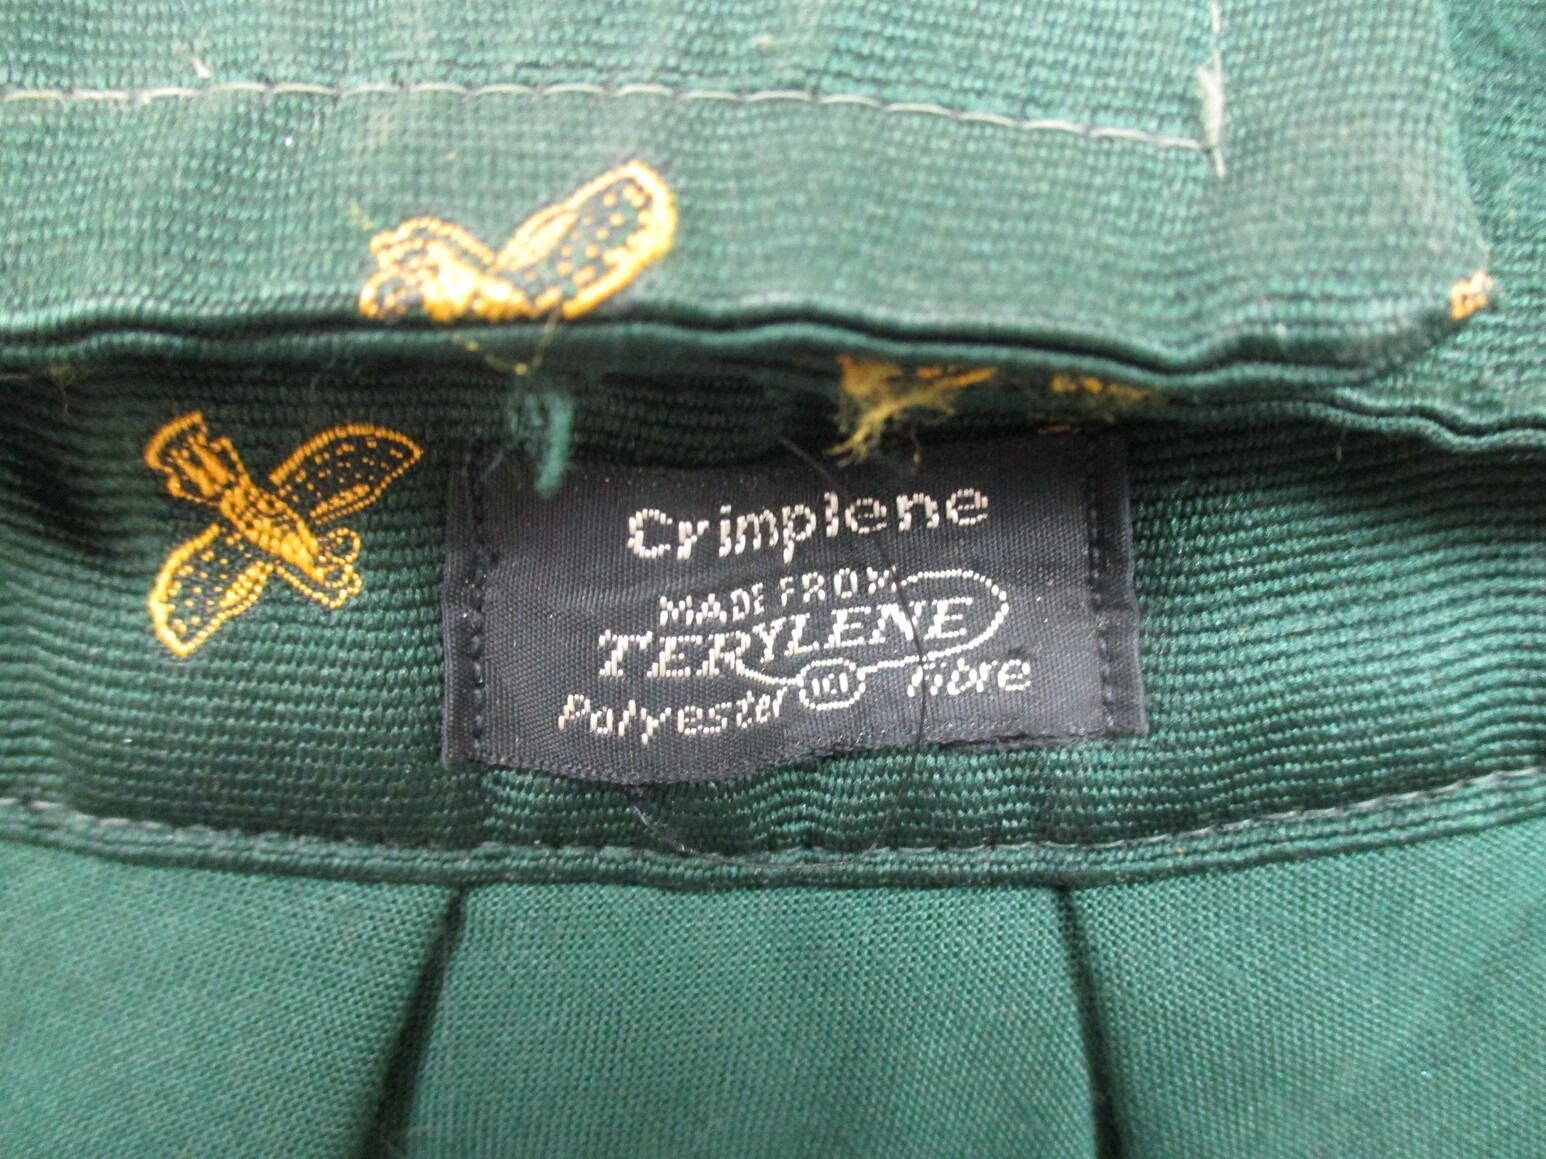 Crimplene
MADE FROM
TERYLENE
Polyester ICI fibre